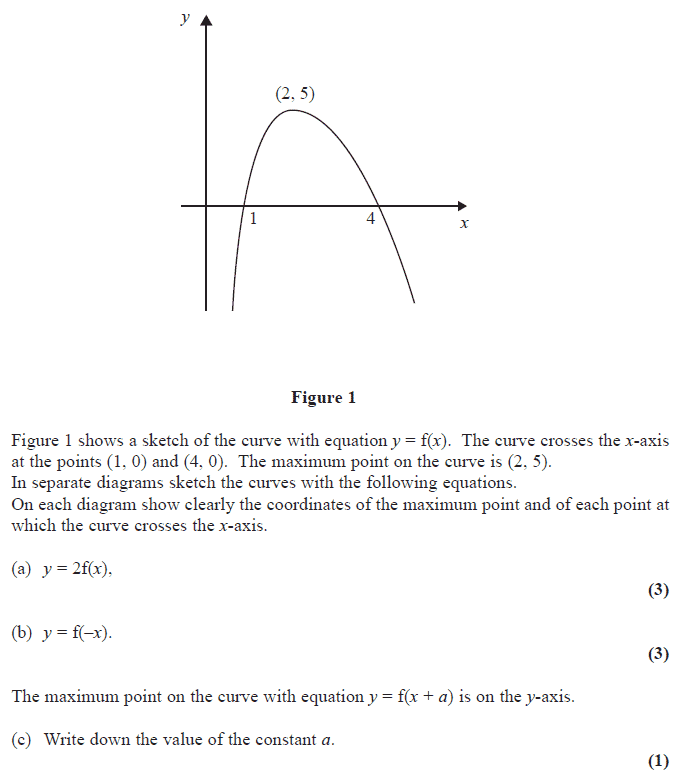 y
(2, 5)
1
4
x
Figure 1
Figure 1 shows a sketch of the curve with equation y = f(x). The curve crosses the x-axis
at the points (1, 0) and (4, 0). The maximum point on the curve is (2, 5).
In separate diagrams sketch the curves with the following equations.
On each diagram show clearly the coordinates of the maximum point and of each point at
which the curve crosses the x-axis.
(a) y = 2f(x),
(3)
(b) y = f(–x).
(3)
The maximum point on the curve with equation y = f(x + a) is on the y-axis.
(c) Write down the value of the constant a.
(1)